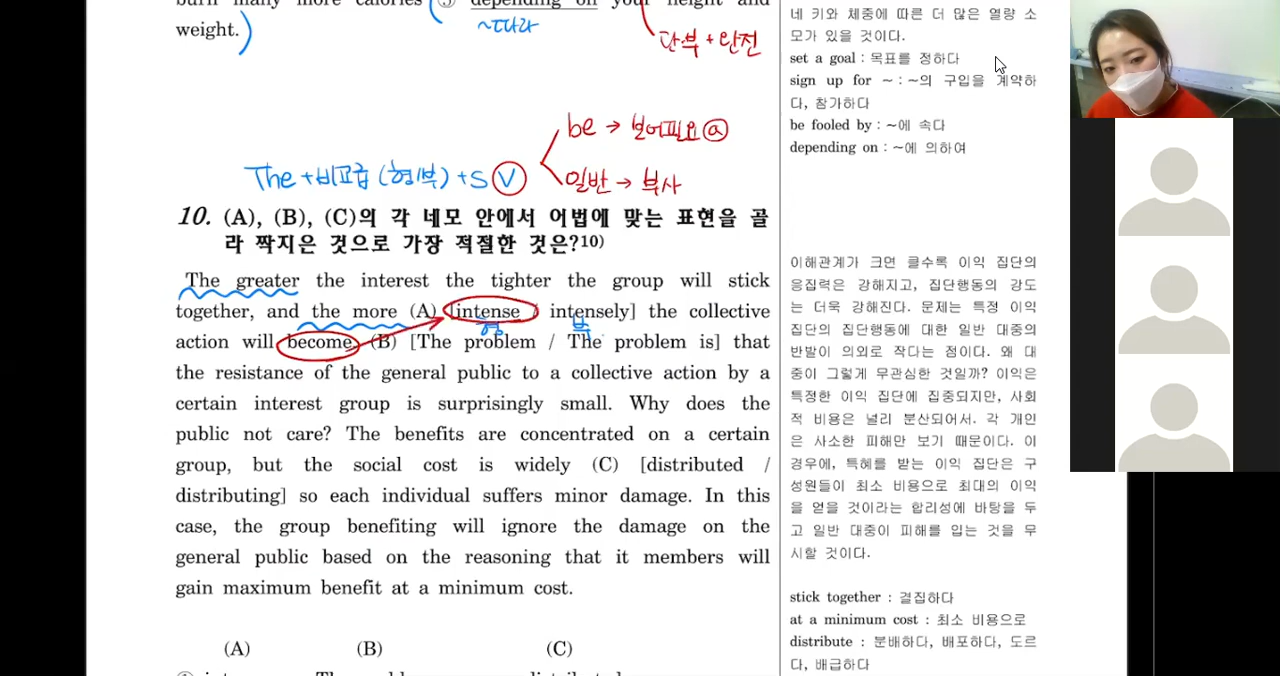 burn many more calories ⑤ depending on your height and
weight.
~따라
단부 + 완전
be → 보어필요 ⓐ
The + 비교급 (형/부) + S V
일반 → 부사
10. (A), (B), (C)의 각 네모 안에서 어법에 맞는 표현을 골
라 짝지은 것으로 가장 적절한 것은?10)
The greater the interest the tighter the group will stick
together, and the more (A) [intense / intensely] the collective
형 부
action will become. (B) [The problem / The problem is] that
the resistance of the general public to a collective action by a
certain interest group is surprisingly small. Why does the
public not care? The benefits are concentrated on a certain
group, but the social cost is widely (C) [distributed /
distributing] so each individual suffers minor damage. In this
case, the group benefiting will ignore the damage on the
general public based on the reasoning that it members will
gain maximum benefit at a minimum cost.
(A) (B) (C)
네 키와 체중에 따른 더 많은 열량 소
모가 있을 것이다.
set a goal : 목표를 정하다
sign up for ~ : ~의 구입을 계약하
다, 참가하다
be fooled by : ~에 속다
depending on : ~에 의하여
이해관계가 크면 클수록 이익 집단의
응집력은 강해지고, 집단행동의 강도
는 더욱 강해진다. 문제는 특정 이익
집단의 집단행동에 대한 일반 대중의
반발이 의외로 작다는 점이다. 왜 대
중이 그렇게 무관심한 것일까? 이익은
특정한 이익 집단에 집중되지만, 사회
적 비용은 널리 분산되어서. 각 개인
은 사소한 피해만 보기 때문이다. 이
경우에, 특혜를 받는 이익 집단은 구
성원들이 최소 비용으로 최대의 이익
을 얻을 것이라는 합리성에 바탕을 두
고 일반 대중이 피해를 입는 것을 무
시할 것이다.
stick together : 결집하다
at a minimum cost : 최소 비용으로
distribute : 분배하다, 배포하다, 도르
다, 배급하다